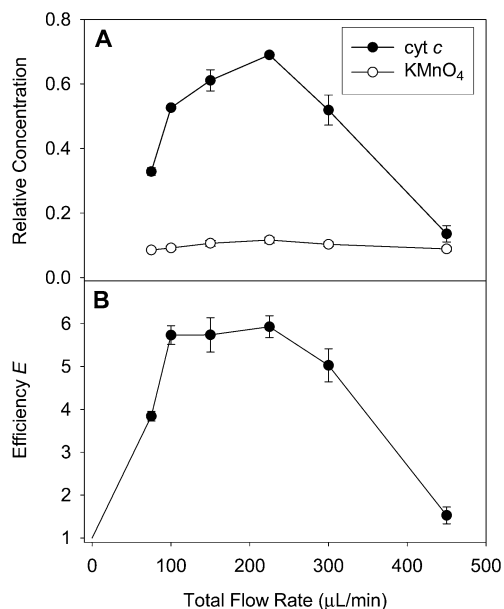 A
cyt c
KMnO4
Relative Concentration
0.8
0.6
0.4
0.2
0.0
B
Efficiency E
6
5
4
3
2
1
0 100 200 300 400 500
Total Flow Rate (μL/min)